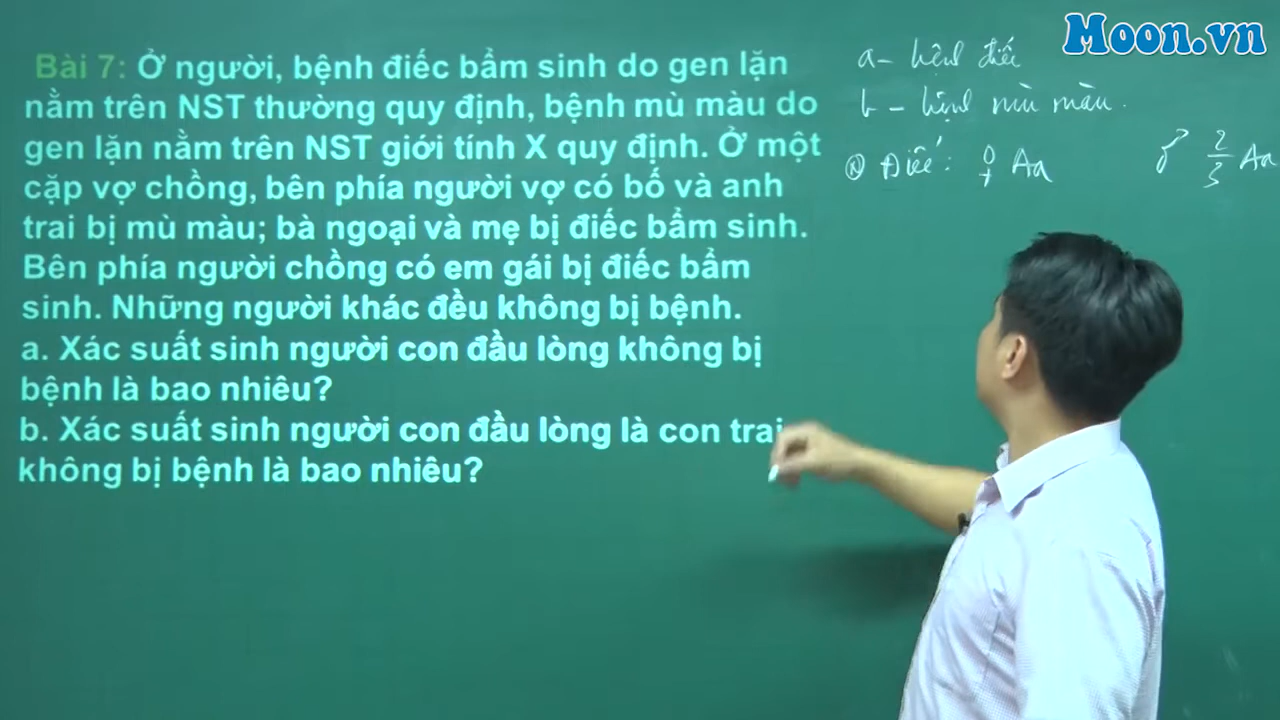 Moon.vn
Bài 7: Ở người, bệnh điếc bẩm sinh do gen lặn
nằm trên NST thường quy định, bệnh mù màu do
gen lặn nằm trên NST giới tính X quy định. Ở một
cặp vợ chồng, bên phía người vợ có bố và anh
trai bị mù màu; bà ngoại và mẹ bị điếc bẩm sinh.
Bên phía người chồng có em gái bị điếc bẩm
sinh. Những người khác đều không bị bệnh.
a. Xác suất sinh người con đầu lòng không bị
bệnh là bao nhiêu?
b. Xác suất sinh người con đầu lòng là con trai
không bị bệnh là bao nhiêu?
a - bệnh điếc
b - bệnh mù màu.
Điếc: ♀ Aa ♂ 2/3 Aa